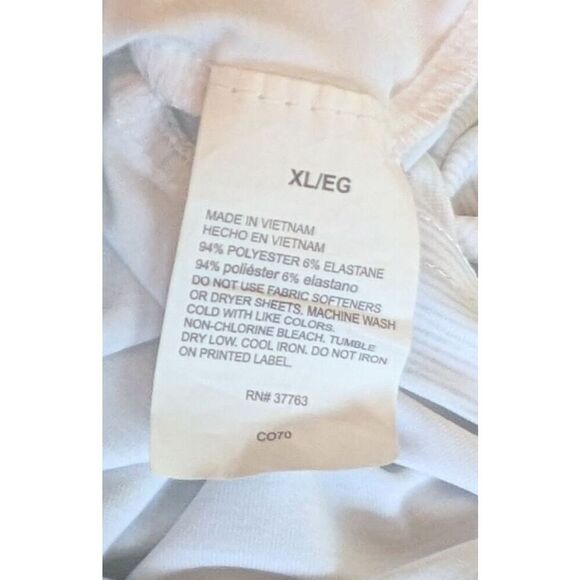 XL/EG
MADE IN VIETNAM
HECHO EN VIETNAM
94% POLYESTER 6% ELASTANE
94% poliéster 6% elastano
DO NOT USE FABRIC SOFTENERS
OR DRYER SHEETS. MACHINE WASH
COLD WITH LIKE COLORS.
NON-CHLORINE BLEACH. TUMBLE
DRY LOW. COOL IRON. DO NOT IRON
ON PRINTED LABEL.
RN# 37763
CO70